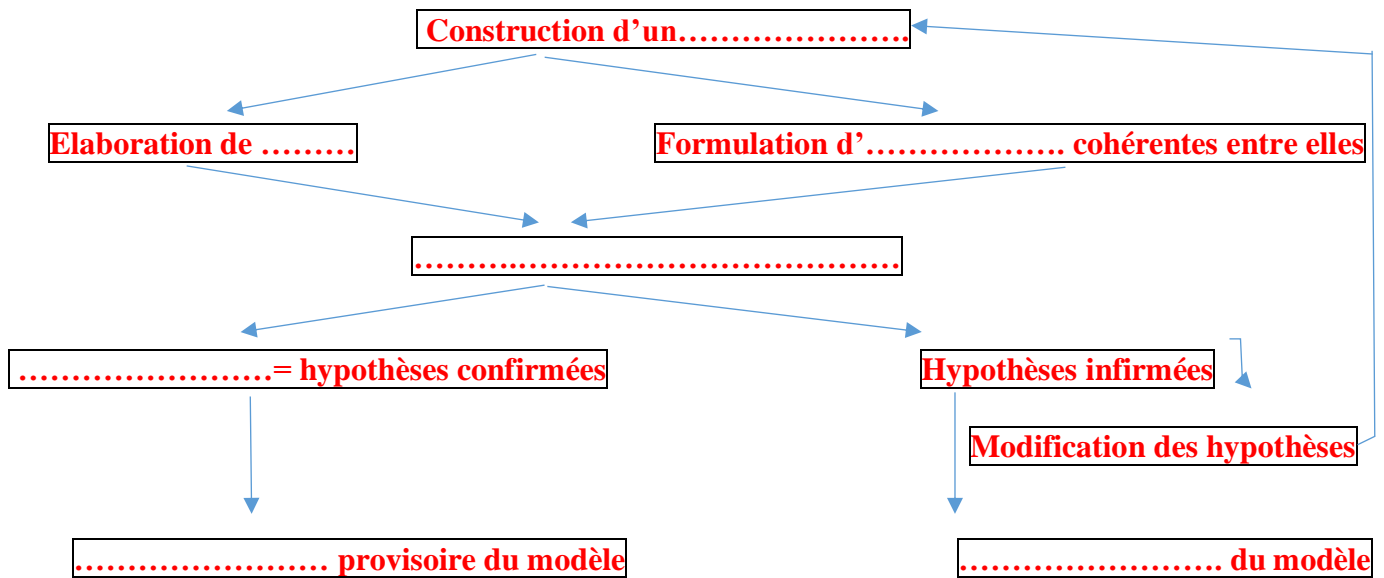 Construction d’un………………….
Elaboration de ………
Formulation d’………………. cohérentes entre elles
………..………………………………
……………………= hypothèses confirmées
Hypothèses infirmées
Modification des hypothèses
…………………… provisoire du modèle
……………………. du modèle